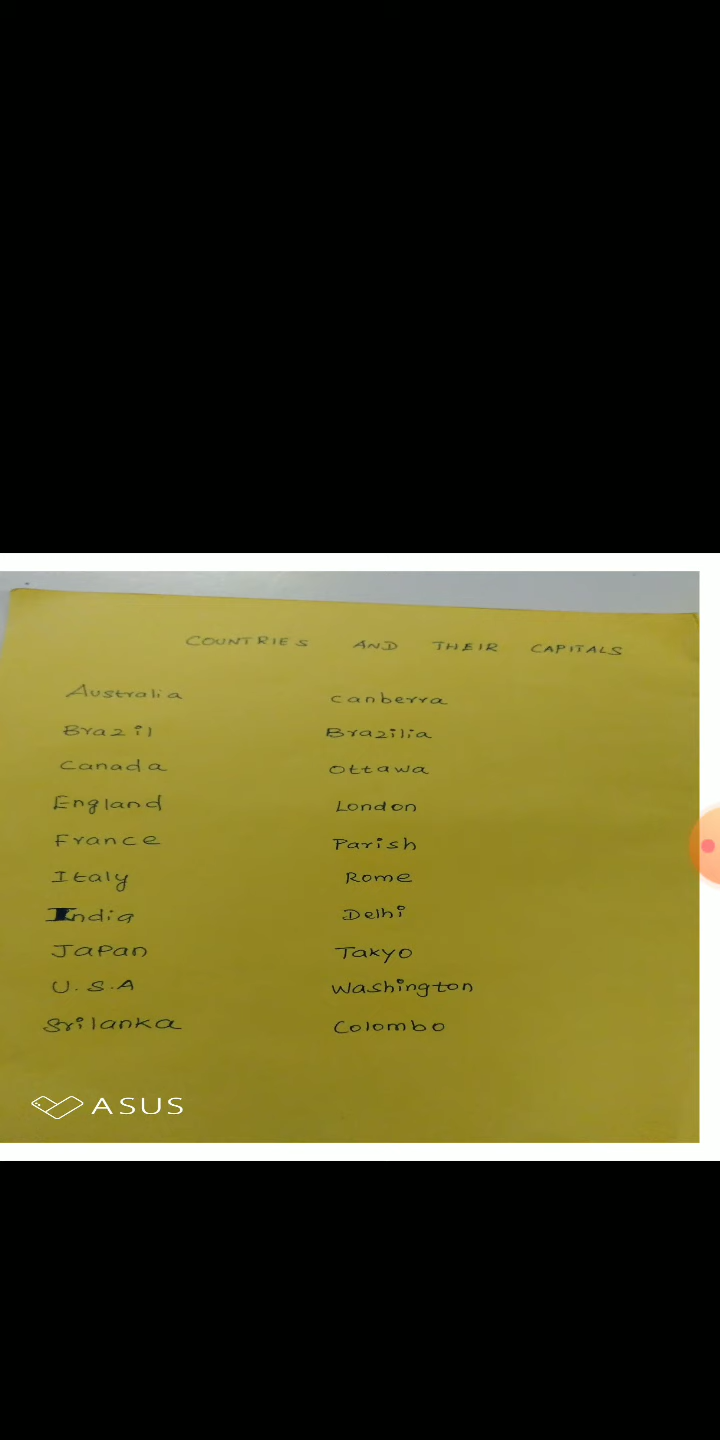 COUNTRIES AND THEIR CAPITALS
Australia canberra
Brazil Brazilia
Canada Ottawa
England London
France Parish
Italy Rome
India Delhi
Japan Takyo
U.S.A Washington
Srilanka Colombo
ASUS